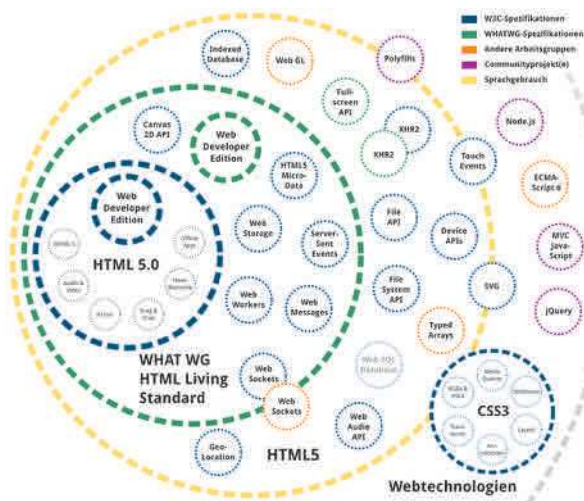 W3C-Spezifikationen
WHATWG-Spezifikationen
Andere Arbeitsgruppen
Communityprojekt(e)
Sprachgebrauch
Indexed
Database
Web GL
Polyfills
Full-
screen
API
Canvas
2D API
Web
Developer
Edition
XHR2
XHR2
Node.js
Touch
Events
HTML5
Micro-
Data
ECMA-
Script 6
Web
Developer
Edition
File
API
Web
Storage
Server-
Sent
Events
Device
APIs
MVC
Java-
Script
HTML 5.0
File
System
API
SVG
jQuery
Web
Workers
Web
Messages
Typed
Arrays
WHAT WG
HTML Living
Standard
Web
Sockets
Web SQL
Database
Web
Sockets
CSS3
Web
Audio
API
Geo-
Location
HTML5
Webtechnologien